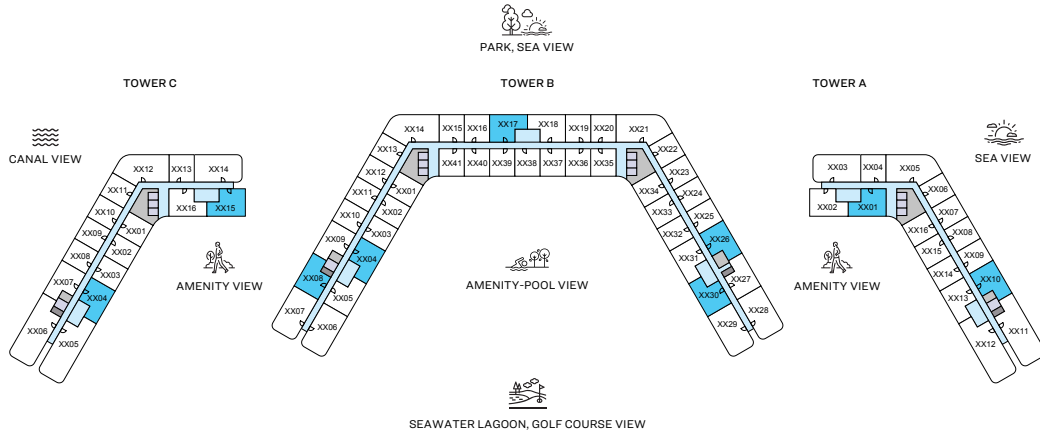 PARK, SEA VIEW
TOWER C
TOWER B
TOWER A
CANAL VIEW
SEA VIEW
XX12
XX13
XX14
XX11
XX10
XX09
XX08
XX07
XX06
XX05
XX01
XX02
XX03
XX04
XX16
XX15
AMENITY VIEW
XX14
XX15
XX16
XX17
XX18
XX19
XX20
XX21
XX13
XX12
XX11
XX10
XX09
XX08
XX07
XX06
XX05
XX04
XX03
XX02
XX01
XX41
XX40
XX39
XX38
XX37
XX36
XX35
XX22
XX23
XX24
XX25
XX26
XX27
XX28
XX29
XX30
XX31
XX32
XX33
XX34
AMENITY-POOL VIEW
XX03
XX04
XX05
XX02
XX01
XX06
XX07
XX08
XX09
XX10
XX11
XX12
XX13
XX14
XX15
XX16
AMENITY VIEW
SEAWATER LAGOON, GOLF COURSE VIEW